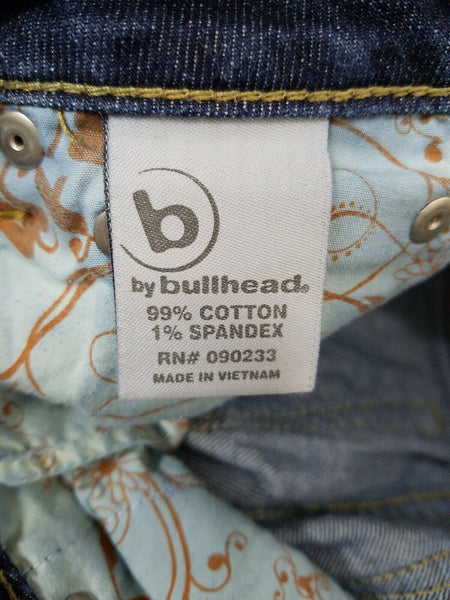 b
by bullhead®
99% COTTON
1% SPANDEX
RN# 090233
MADE IN VIETNAM